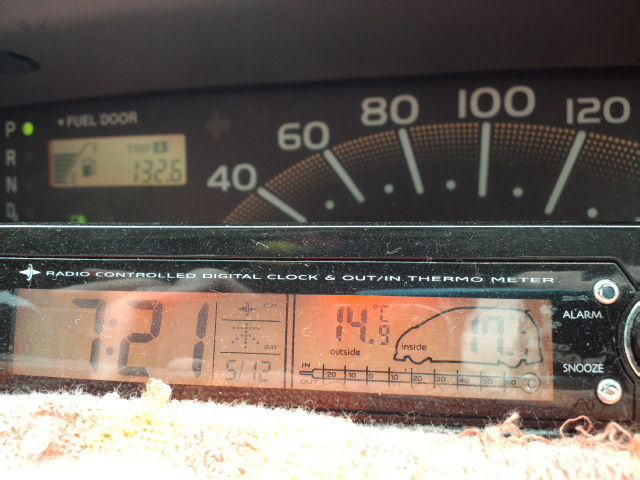 P
◂FUEL DOOR
R
F
TRIP A
N
132.6
D
40 60 80 100 120
RADIO CONTROLLED DIGITAL CLOCK & OUT/IN THERMO METER
7:21
5/12
14.9 °C
outside
inside
17.
IN
OUT
20 10 0 10 20 30 40 50
ALARM
SNOOZE